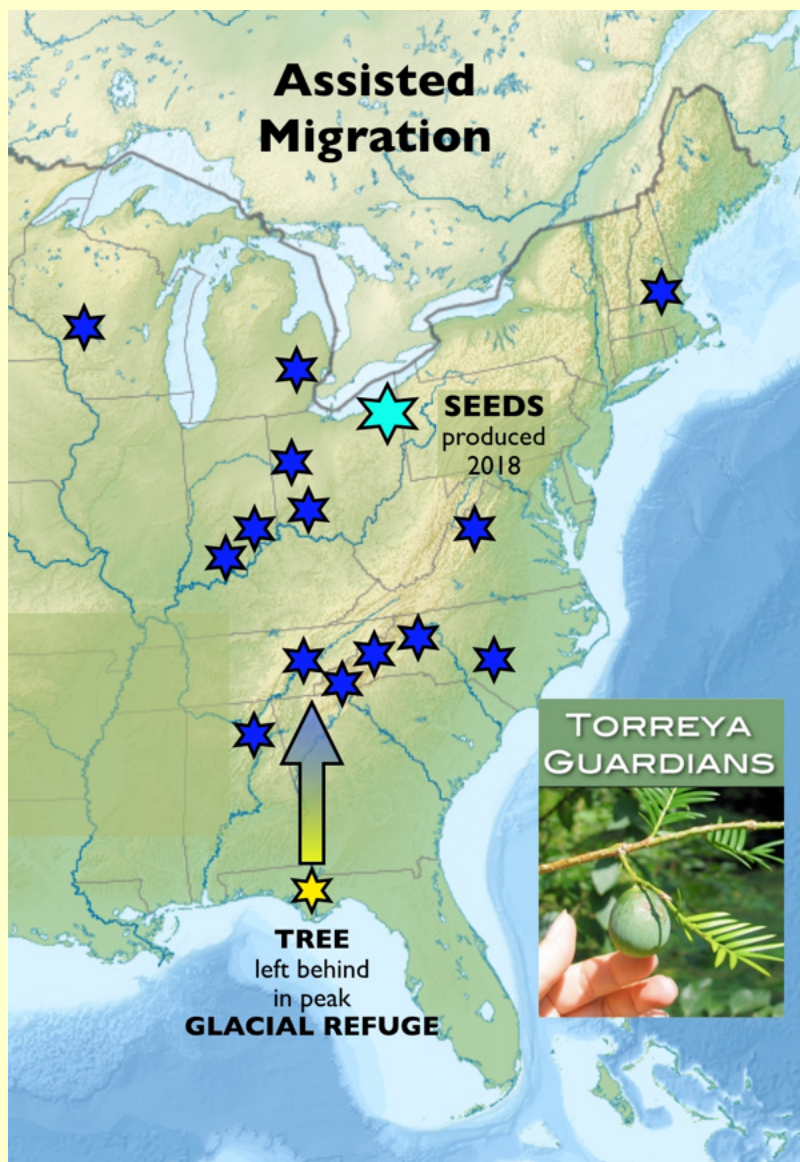 Assisted
Migration
SEEDS
produced
2018
TORREYA
GUARDIANS
TREE
left behind
in peak
GLACIAL REFUGE